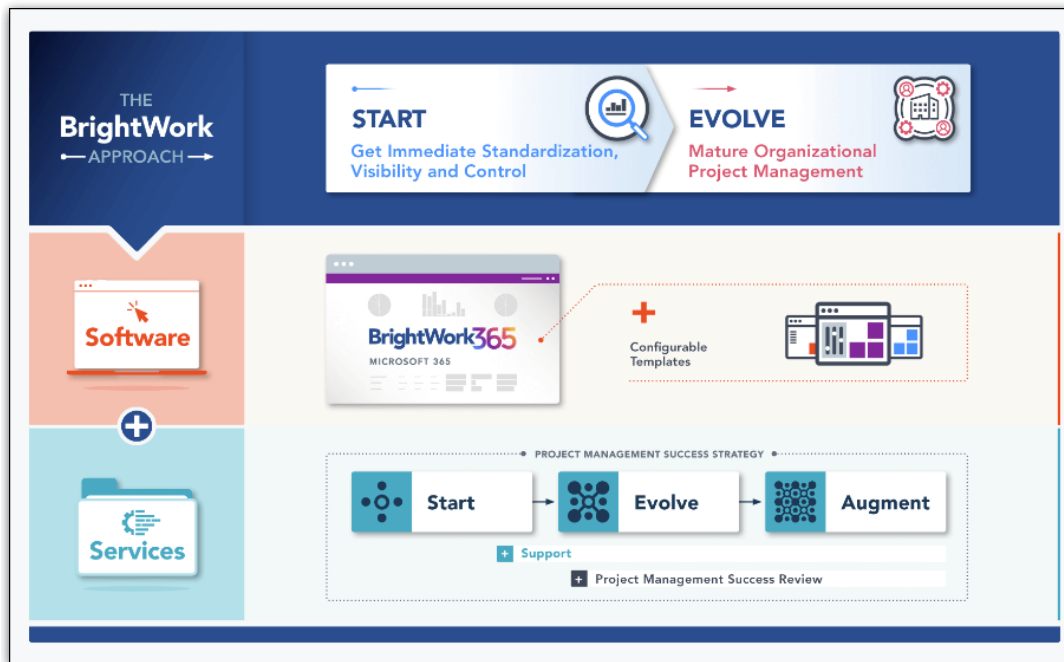 THE
BrightWork
APPROACH
START
Get Immediate Standardization,
Visibility and Control
EVOLVE
Mature Organizational
Project Management
Software
BrightWork365
MICROSOFT 365
+
Configurable
Templates
+
Services
PROJECT MANAGEMENT SUCCESS STRATEGY
Start
Evolve
Augment
+ Support
+ Project Management Success Review